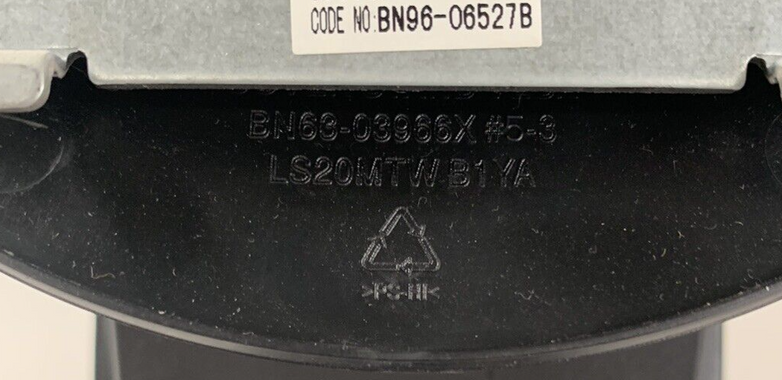 CODE NO:BN96-06527B
BN63-03966X #5-3
LS20MTW B1YA
>PS-HI<